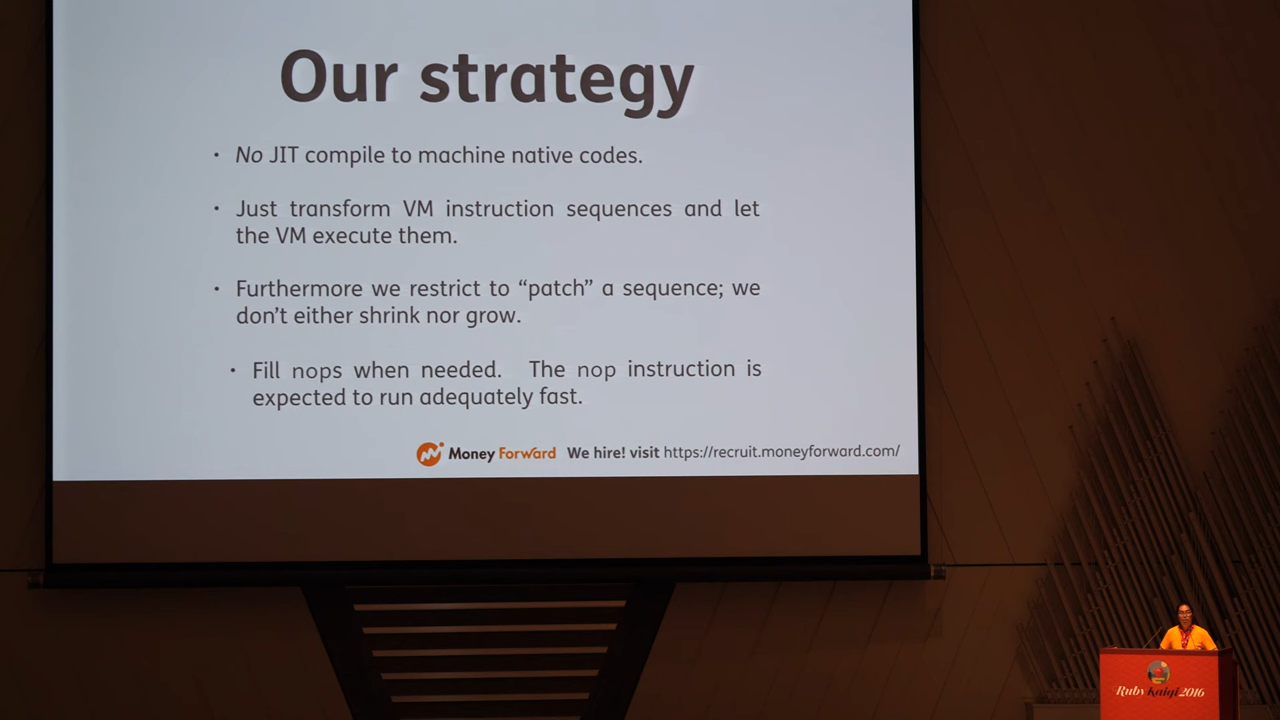 Our strategy
• No JIT compile to machine native codes.
• Just transform VM instruction sequences and let
the VM execute them.
• Furthermore we restrict to “patch” a sequence; we
don’t either shrink nor grow.
• Fill nops when needed. The nop instruction is
expected to run adequately fast.
Money Forward We hire! visit https://recruit.moneyforward.com/
RubyKaigi2016